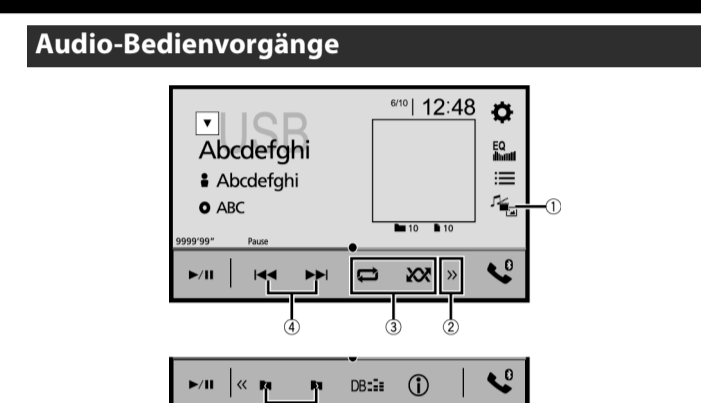 Audio-Bedienvorgänge
6/10 | 12:48
USB
Abcdefghi
EQ
Abcdefghi
ABC
①
10 10
9999'99" Pause
④ ③ ②
DB